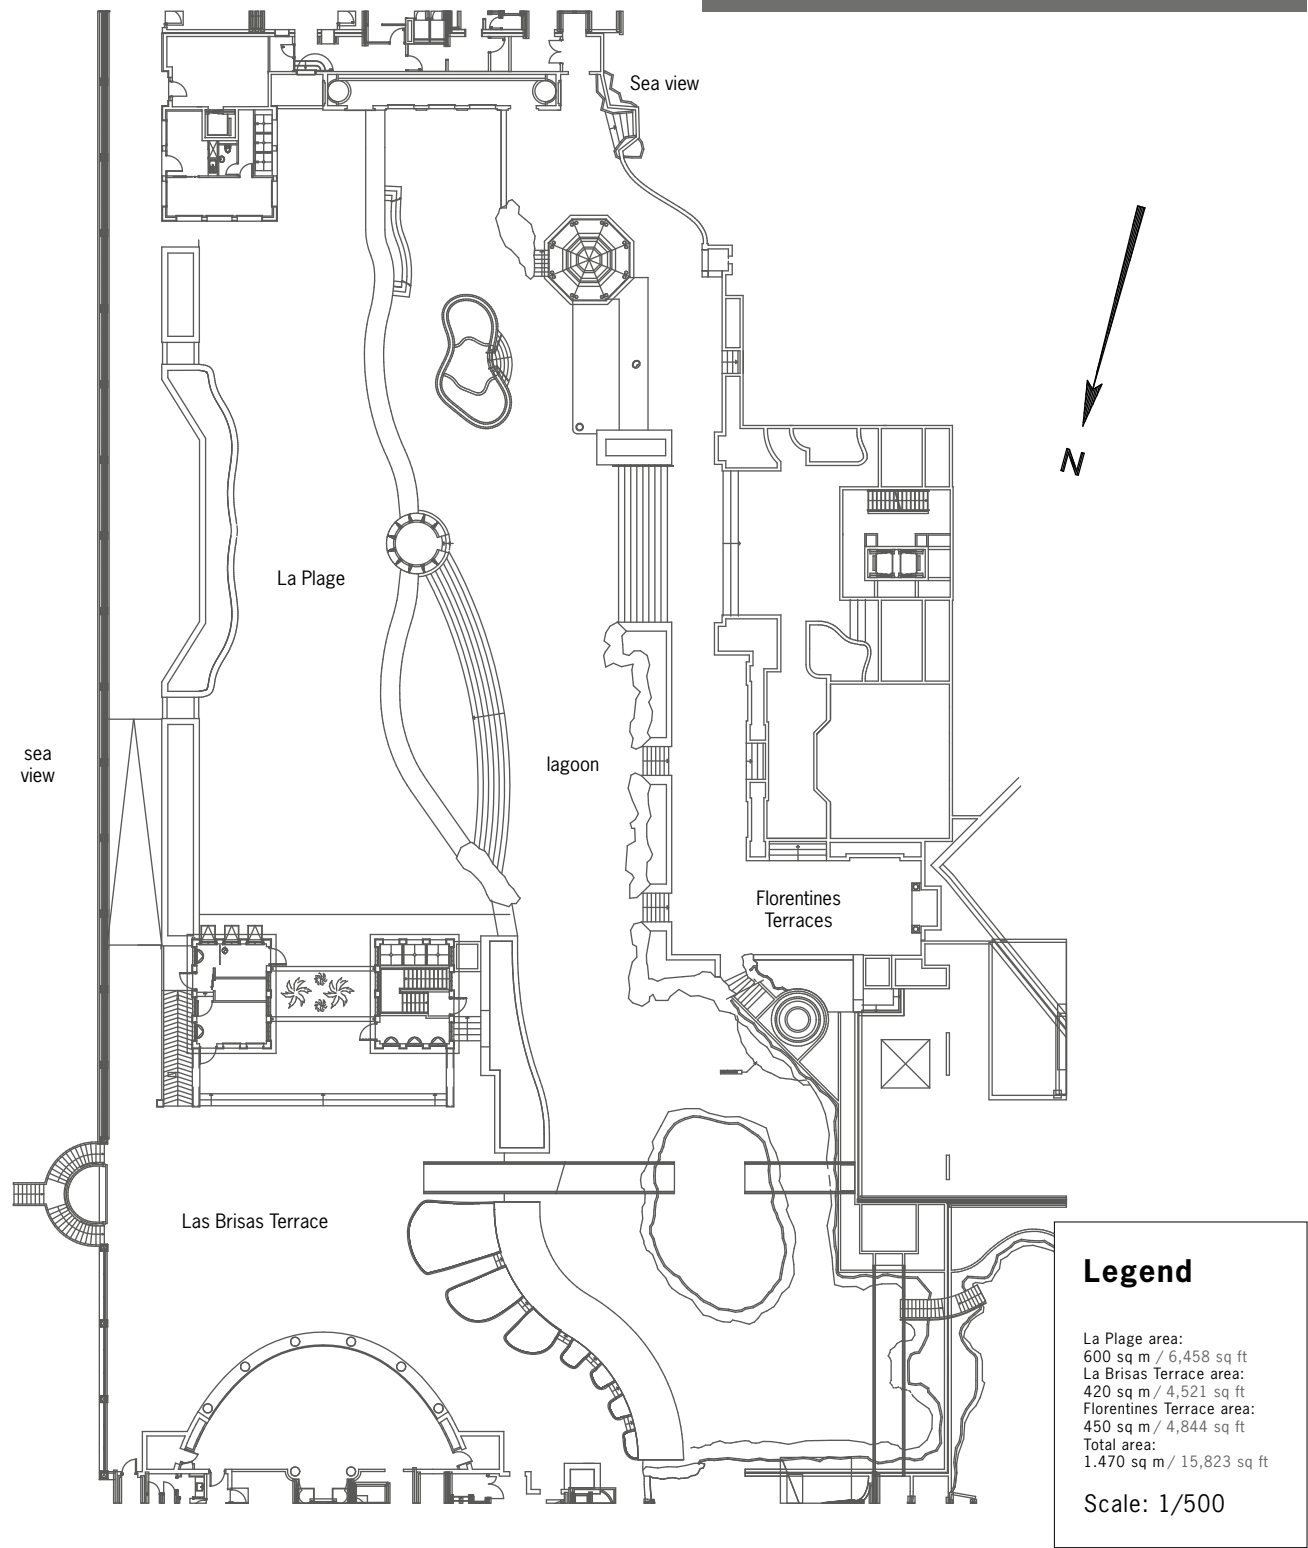 Sea view
N
La Plage
sea
view
lagoon
Florentines
Terraces
Las Brisas Terrace
Legend
La Plage area:
600 sq m / 6,458 sq ft
La Brisas Terrace area:
420 sq m / 4,521 sq ft
Florentines Terrace area:
450 sq m / 4,844 sq ft
Total area:
1.470 sq m / 15,823 sq ft
Scale: 1/500